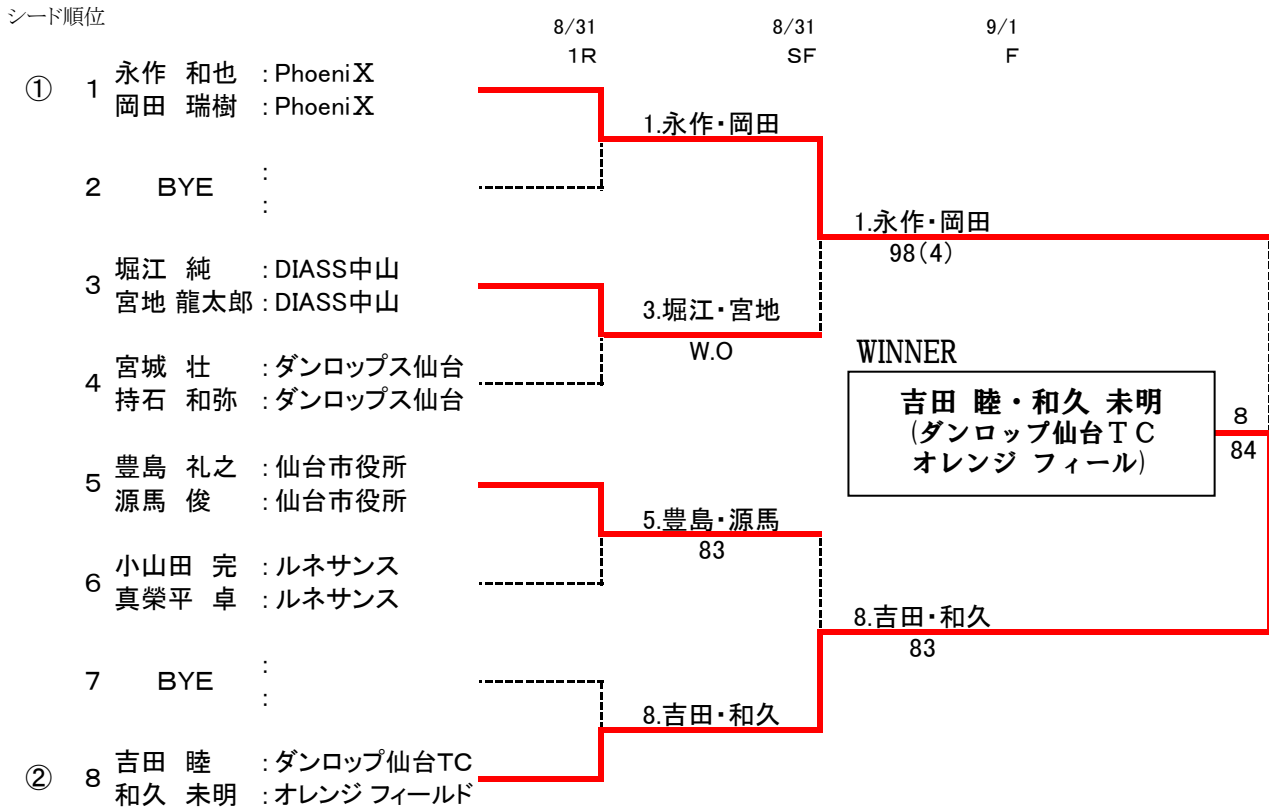 シード順位
8/31 8/31 9/1
1R SF F
① 1 永作 和也 : PhoeniX
岡田 瑞樹 : PhoeniX
1.永作・岡田
2 BYE :
:
1.永作・岡田
98(4)
3 堀江 純 : DIASS中山
宮地 龍太郎 : DIASS中山
3.堀江・宮地
W.O
4 宮城 壮 : ダンロップス仙台
持石 和弥 : ダンロップス仙台
WINNER
吉田 睦・和久 未明
(ダンロップ仙台TC
オレンジ フィール)
8
84
5 豊島 礼之 : 仙台市役所
源馬 俊 : 仙台市役所
5.豊島・源馬
83
6 小山田 完 : ルネサンス
真榮平 卓 : ルネサンス
8.吉田・和久
83
7 BYE :
:
8.吉田・和久
② 8 吉田 睦 : ダンロップ仙台TC
和久 未明 : オレンジ フィールド